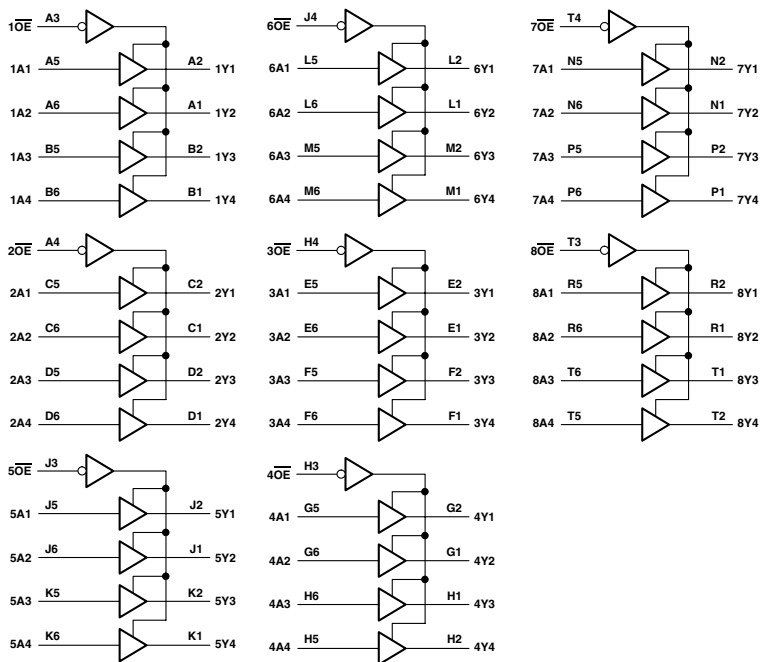 1OE A3
1A1 A5 A2 1Y1
1A2 A6 A1 1Y2
1A3 B5 B2 1Y3
1A4 B6 B1 1Y4
6OE J4
6A1 L5 L2 6Y1
6A2 L6 L1 6Y2
6A3 M5 M2 6Y3
6A4 M6 M1 6Y4
7OE T4
7A1 N5 N2 7Y1
7A2 N6 N1 7Y2
7A3 P5 P2 7Y3
7A4 P6 P1 7Y4
2OE A4
2A1 C5 C2 2Y1
2A2 C6 C1 2Y2
2A3 D5 D2 2Y3
2A4 D6 D1 2Y4
3OE H4
3A1 E5 E2 3Y1
3A2 E6 E1 3Y2
3A3 F5 F2 3Y3
3A4 F6 F1 3Y4
8OE T3
8A1 R5 R2 8Y1
8A2 R6 R1 8Y2
8A3 T6 T1 8Y3
8A4 T5 T2 8Y4
5OE J3
5A1 J5 J2 5Y1
5A2 J6 J1 5Y2
5A3 K5 K2 5Y3
5A4 K6 K1 5Y4
4OE H3
4A1 G5 G2 4Y1
4A2 G6 G1 4Y2
4A3 H6 H1 4Y3
4A4 H5 H2 4Y4